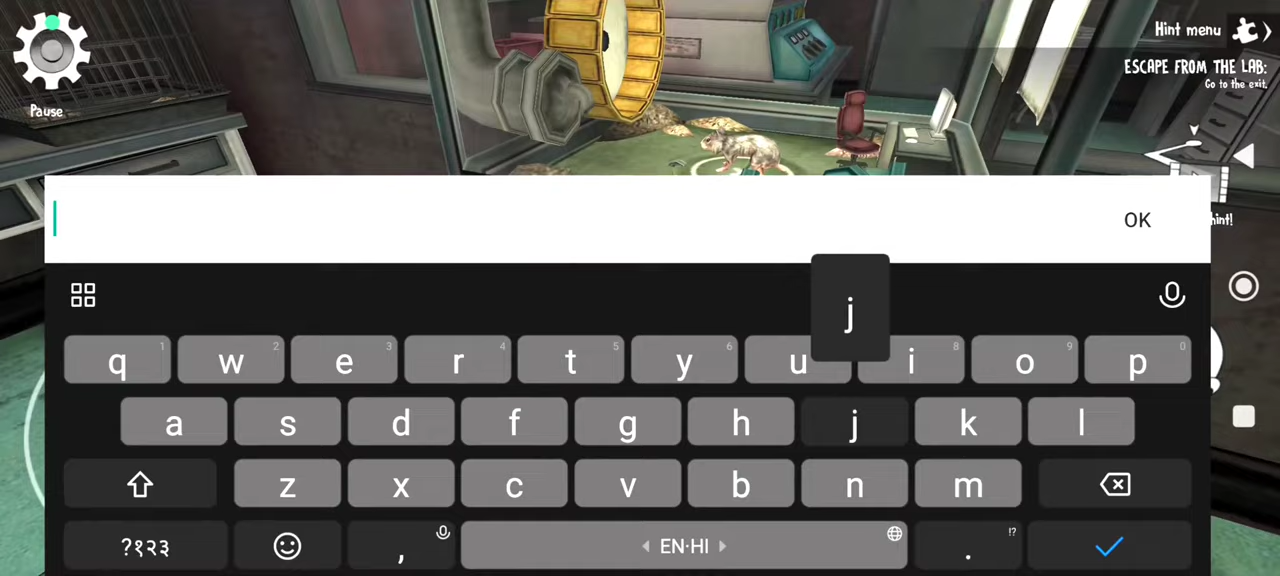 Hint menu
ESCAPE FROM THE LAB:
Go to the exit.
Pause
hint!
OK
j
q 1 w 2 e 3 r 4 t 5 y 6 u i 8 o 9 p 0
a s d f g h j k l
z x c v b n m
?१२३ , EN·HI . !?